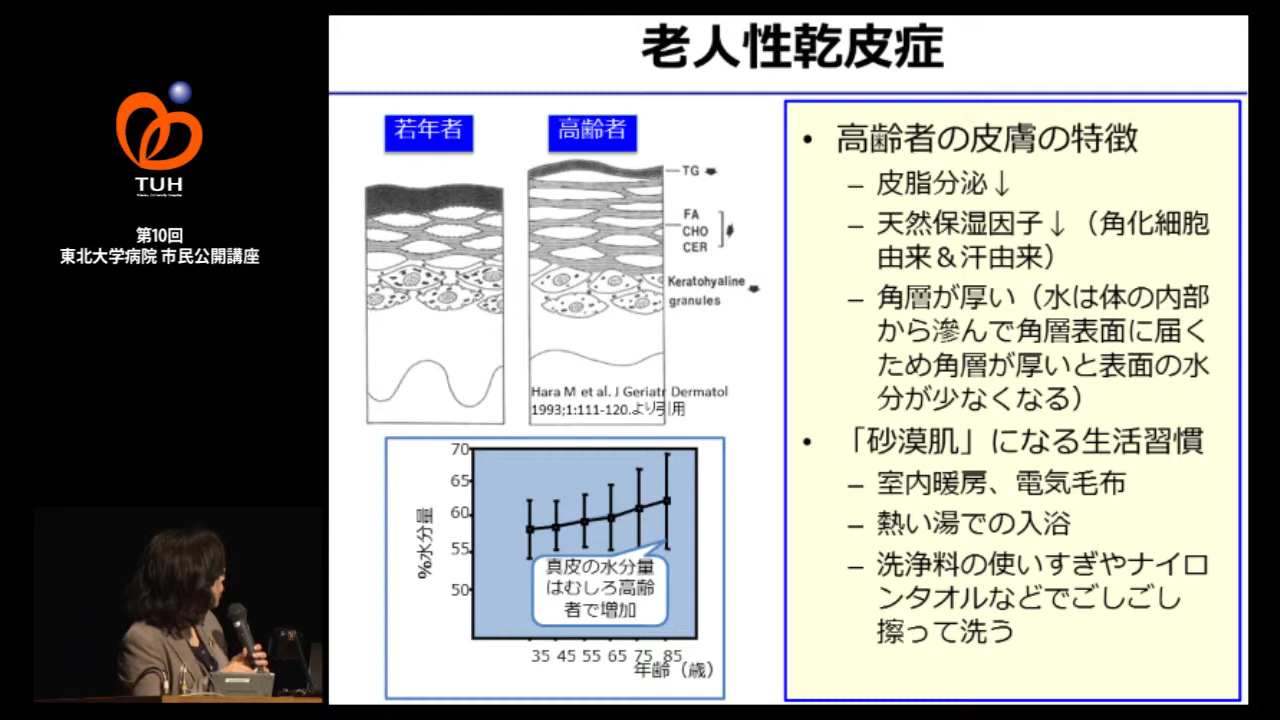 老人性乾皮症
TUH
第10回
東北大学病院 市民公開講座
若年者
高齢者
TG
FA
CHO
CER
Keratohyaline
granules
Hara M et al. J Geriatr Dermatol
1993;1:111-120.より引用
70
65
60
55
50
%水分量
真皮の水分量
はむしろ高齢
者で増加
35 45 55 65 75 85
年齢（歳）
• 高齢者の皮膚の特徴
– 皮脂分泌↓
– 天然保湿因子↓（角化細胞
由来＆汗由来）
– 角層が厚い（水は体の内部
から滲んで角層表面に届く
ため角層が厚いと表面の水
分が少なくなる）
• 「砂漠肌」になる生活習慣
– 室内暖房、電気毛布
– 熱い湯での入浴
– 洗浄料の使いすぎやナイロ
ンタオルなどでごしごし
擦って洗う